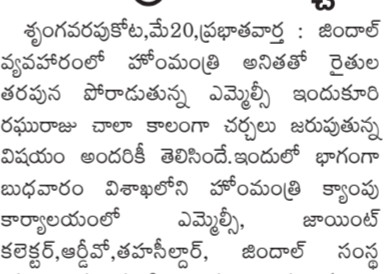 శృంగవరపుకోట,మే20,ప్రభాతవార్త : జిందాల్
వ్యవహారంలో హోంమంత్రి అనితతో రైతుల
తరపున పోరాడుతున్న ఎమ్మెల్సీ ఇందుకూరి
రఘురాజు చాలా కాలంగా చర్చలు జరుపుతున్న
విషయం అందరికీ తెలిసిందే.ఇందులో భాగంగా
బుధవారం విశాఖలోని హోంమంత్రి క్యాంపు
కార్యాలయంలో ఎమ్మెల్సీ, జాయింట్
కలెక్టర్,ఆర్డీవో,తహసీల్దార్, జిందాల్ సంస్థ